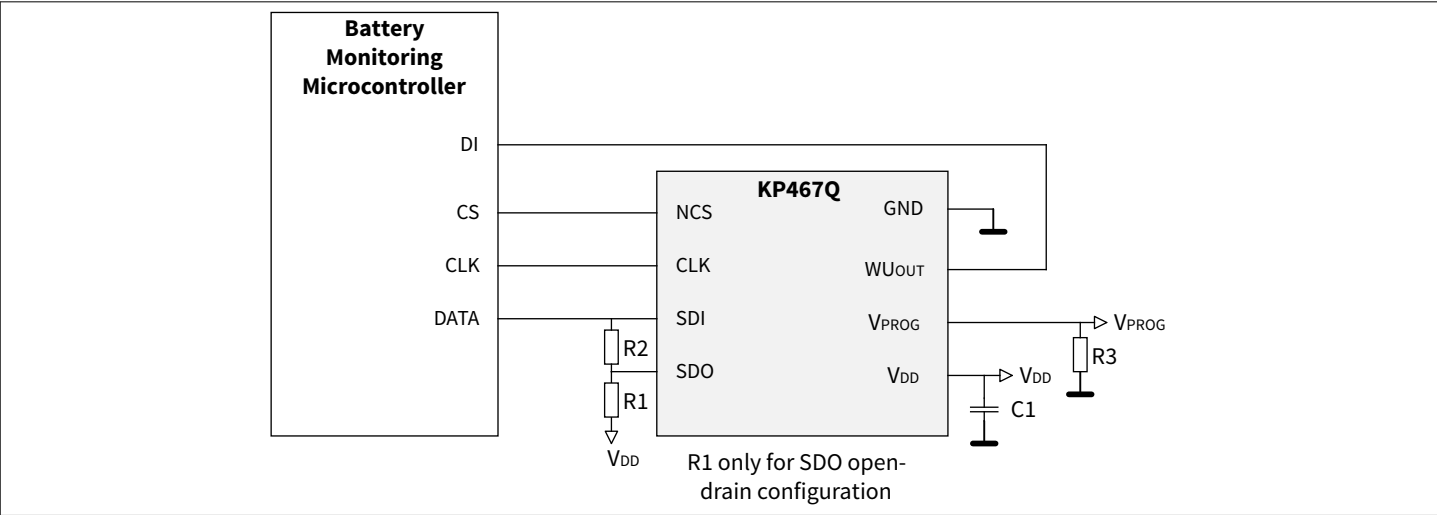 Battery
Monitoring
Microcontroller
DI
CS
CLK
DATA
KP467Q
NCS
CLK
SDI
SDO
GND
WUOUT
VPROG
VDD
R2
R1
VDD
VPROG
R3
VDD
C1
R1 only for SDO open-
drain configuration